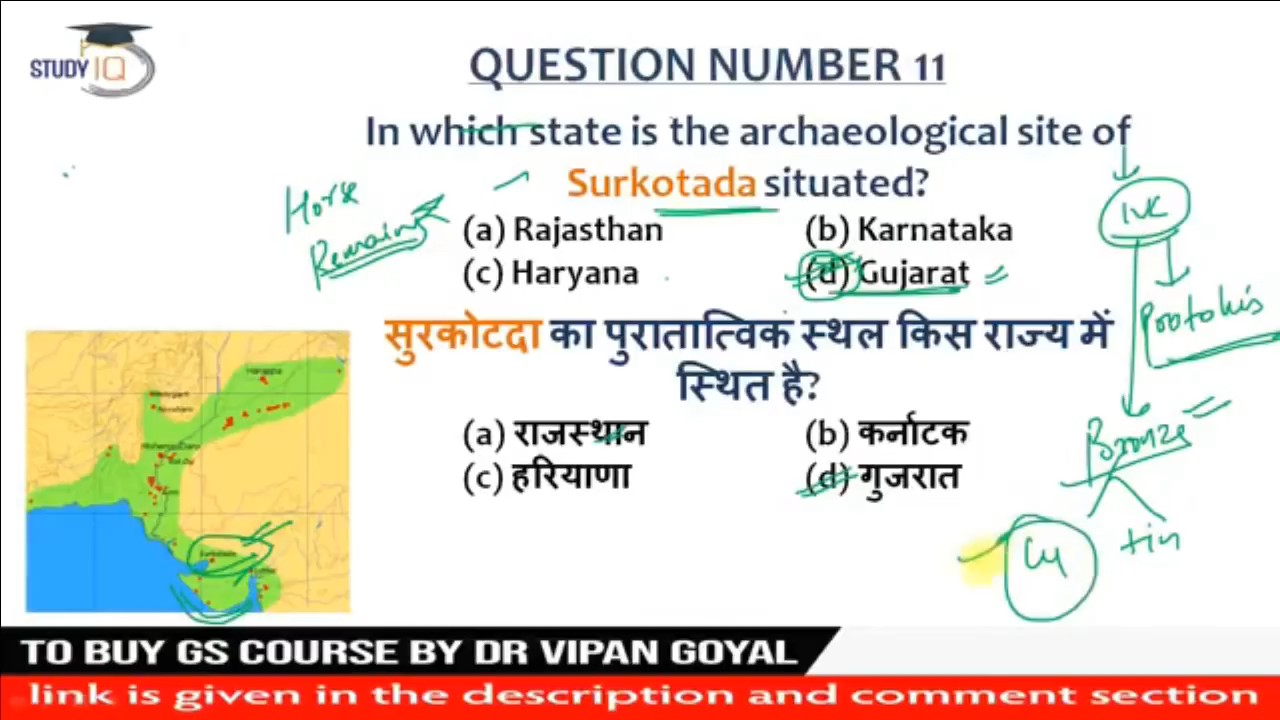 STUDY IQ
QUESTION NUMBER 11
In which state is the archaeological site of
Surkotada situated?
Horse
Remains
(a) Rajasthan
(b) Karnataka
(c) Haryana
(d) Gujarat
IVC
Protohis
Bronze
Cu
tin
सुरकोटदा का पुरातात्विक स्थल किस राज्य में
स्थित है?
(a) राजस्थान
(b) कर्नाटक
(c) हरियाणा
(d) गुजरात
Harappa
Surkotada
TO BUY GS COURSE BY DR VIPAN GOYAL
link is given in the description and comment section